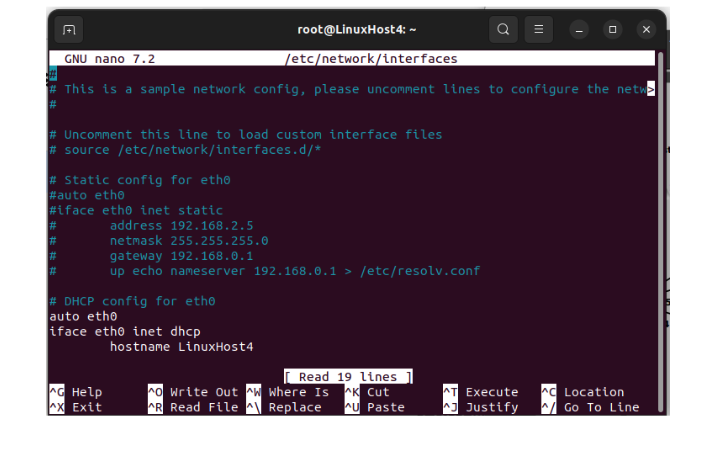 root@LinuxHost4: ~
GNU nano 7.2 /etc/network/interfaces
#
# This is a sample network config, please uncomment lines to configure the netw>
#
# Uncomment this line to load custom interface files
# source /etc/network/interfaces.d/*
# Static config for eth0
#auto eth0
#iface eth0 inet static
# address 192.168.2.5
# netmask 255.255.255.0
# gateway 192.168.0.1
# up echo nameserver 192.168.0.1 > /etc/resolv.conf
# DHCP config for eth0
auto eth0
iface eth0 inet dhcp
hostname LinuxHost4
[ Read 19 lines ]
^G Help ^O Write Out ^W Where Is ^K Cut ^T Execute ^C Location
^X Exit ^R Read File ^\ Replace ^U Paste ^J Justify ^/ Go To Line